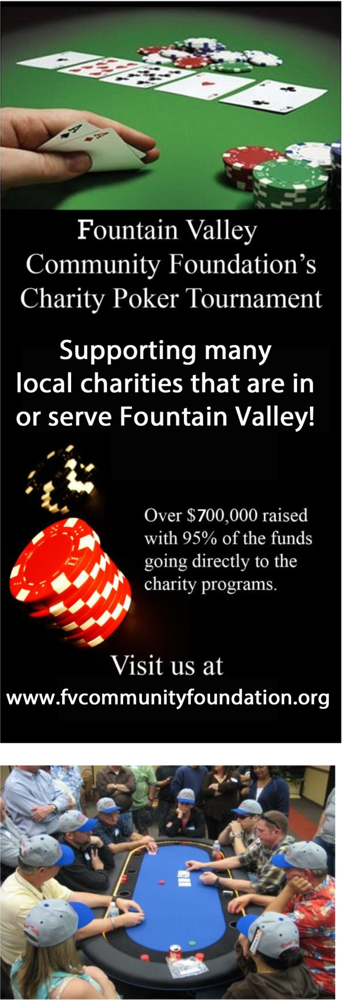 A
A
Fountain Valley
Community Foundation's
Charity Poker Tournament
Supporting many
local charities that are in
or serve Fountain Valley!
Over $700,000 raised
with 95% of the funds
going directly to the
charity programs.
Visit us at
www.fvcommunityfoundation.org